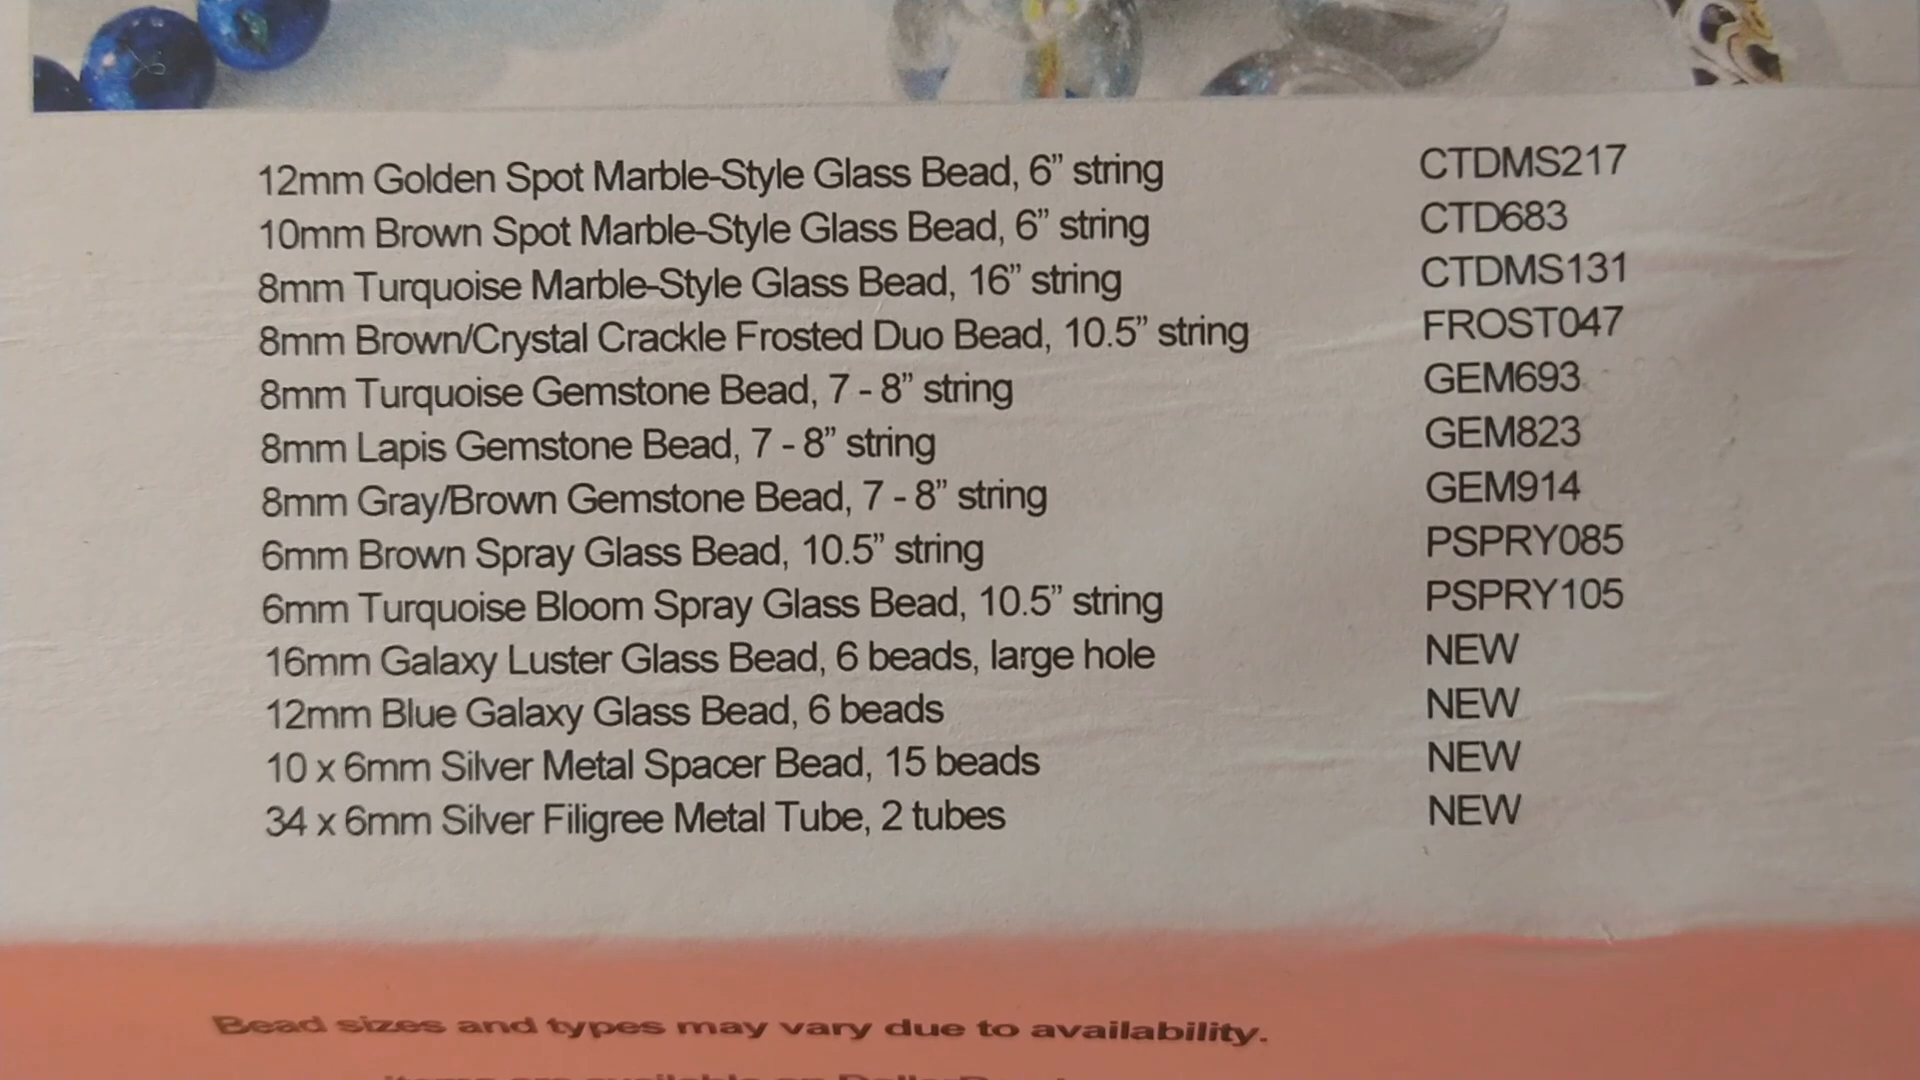 12mm Golden Spot Marble-Style Glass Bead, 6” string CTDMS217
10mm Brown Spot Marble-Style Glass Bead, 6” string CTD683
8mm Turquoise Marble-Style Glass Bead, 16” string CTDMS131
8mm Brown/Crystal Crackle Frosted Duo Bead, 10.5” string FROST047
8mm Turquoise Gemstone Bead, 7 - 8” string GEM693
8mm Lapis Gemstone Bead, 7 - 8” string GEM823
8mm Gray/Brown Gemstone Bead, 7 - 8” string GEM914
6mm Brown Spray Glass Bead, 10.5” string PSPRY085
6mm Turquoise Bloom Spray Glass Bead, 10.5” string PSPRY105
16mm Galaxy Luster Glass Bead, 6 beads, large hole NEW
12mm Blue Galaxy Glass Bead, 6 beads NEW
10 x 6mm Silver Metal Spacer Bead, 15 beads NEW
34 x 6mm Silver Filigree Metal Tube, 2 tubes NEW
Bead sizes and types may vary due to availability.
items are available on